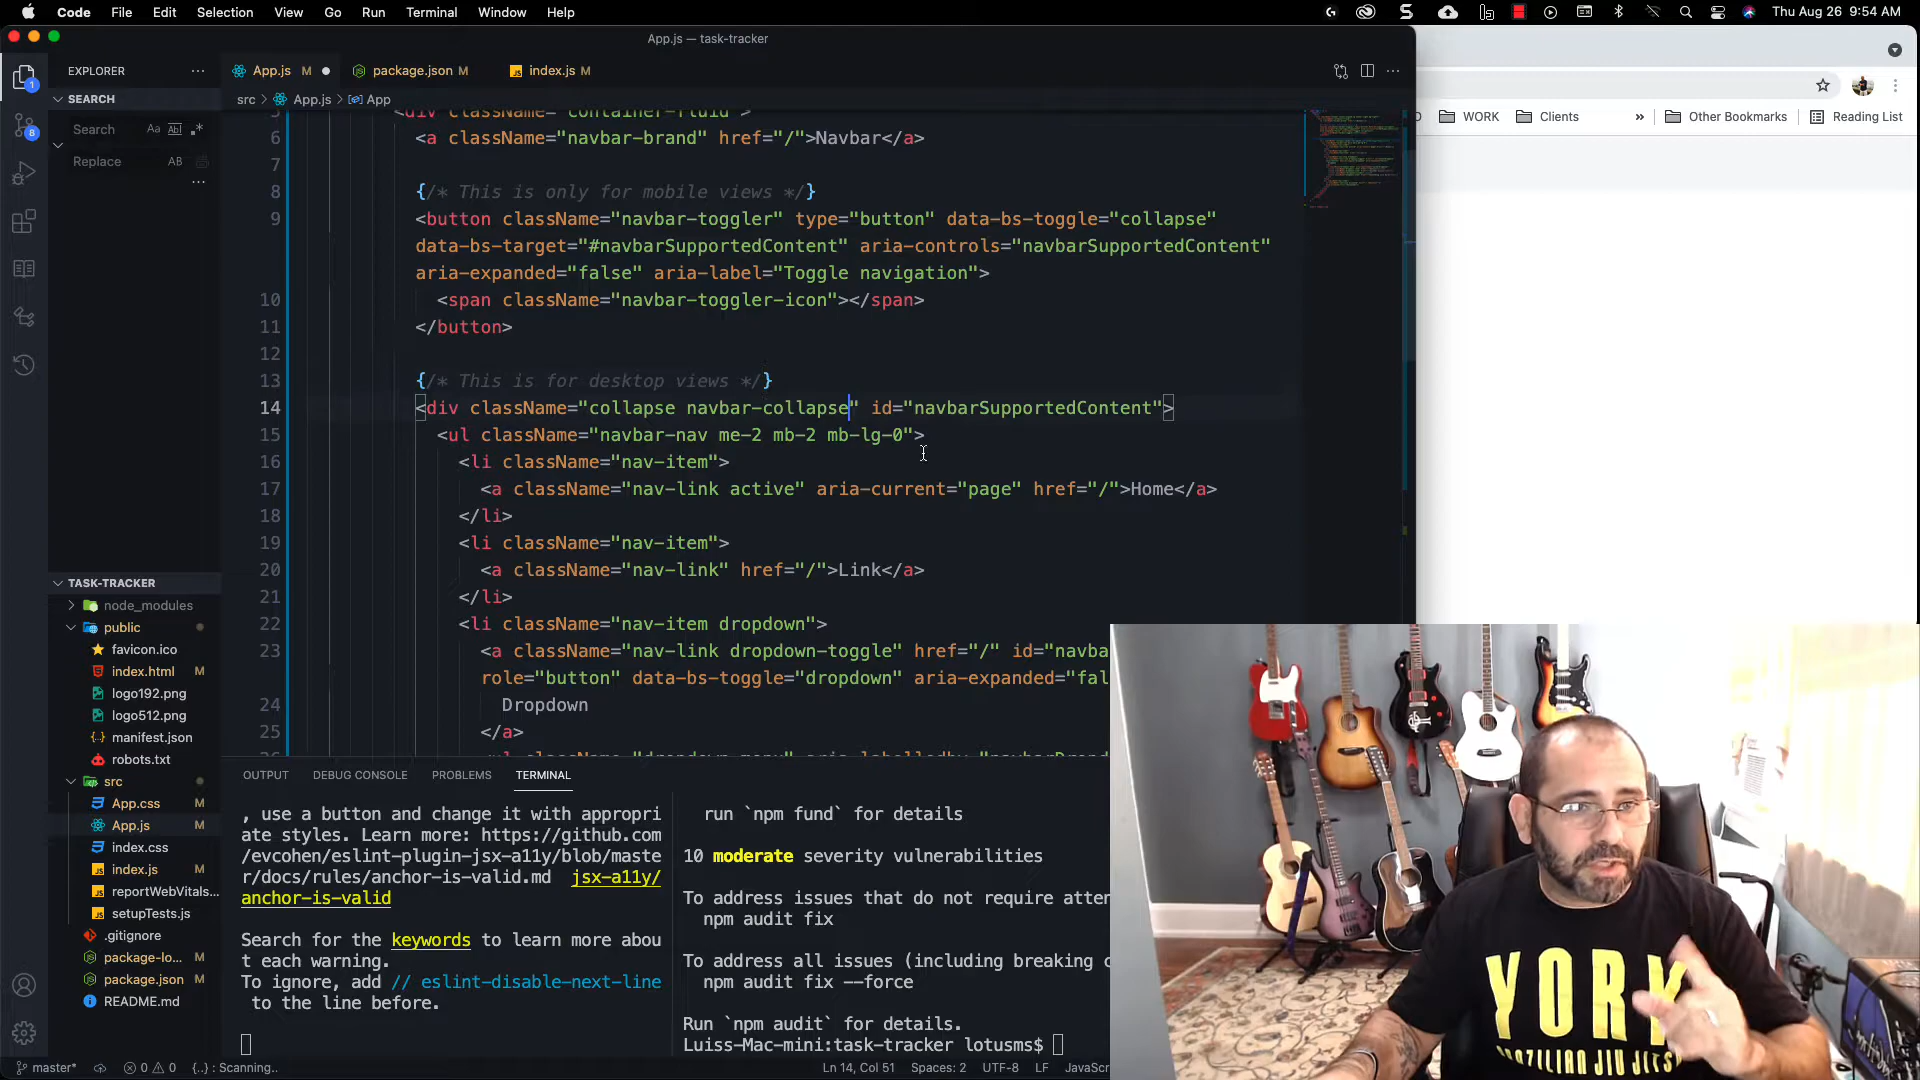 Code File Edit Selection View Go Run Terminal Window Help
Thu Aug 26 9:54 AM
App.js — task-tracker
EXPLORER
App.js M
package.json M
index.js M
SEARCH
src > App.js > App
Search Aa Abl
Replace AB
WORK Clients » Other Bookmarks Reading List
<div className="container-fluid">
6 <a className="navbar-brand" href="/">Navbar</a>
7
8 {/* This is only for mobile views */}
9 <button className="navbar-toggler" type="button" data-bs-toggle="collapse"
data-bs-target="#navbarSupportedContent" aria-controls="navbarSupportedContent"
aria-expanded="false" aria-label="Toggle navigation">
10 <span className="navbar-toggler-icon"></span>
11 </button>
12
13 {/* This is for desktop views */}
14 <div className="collapse navbar-collapse" id="navbarSupportedContent">
15 <ul className="navbar-nav me-2 mb-2 mb-lg-0">
16 <li className="nav-item">
17 <a className="nav-link active" aria-current="page" href="/">Home</a>
18 </li>
19 <li className="nav-item">
20 <a className="nav-link" href="/">Link</a>
21 </li>
22 <li className="nav-item dropdown">
23 <a className="nav-link dropdown-toggle" href="/" id="navba
role="button" data-bs-toggle="dropdown" aria-expanded="fal
24 Dropdown
25 </a>
TASK-TRACKER
node_modules
public
favicon.ico
index.html M
logo192.png
logo512.png
manifest.json
robots.txt
src
App.css M
App.js M
index.css
index.js M
reportWebVitals...
setupTests.js
.gitignore
package-lo... M
package.json M
README.md
OUTPUT DEBUG CONSOLE PROBLEMS TERMINAL
, use a button and change it with appropri
ate styles. Learn more: https://github.com
/evcohen/eslint-plugin-jsx-a11y/blob/maste
r/docs/rules/anchor-is-valid.md jsx-a11y/
anchor-is-valid
Search for the keywords to learn more abou
t each warning.
To ignore, add // eslint-disable-next-line
to the line before.
run `npm fund` for details
10 moderate severity vulnerabilities
To address issues that do not require atter
npm audit fix
To address all issues (including breaking c
npm audit fix --force
Run `npm audit` for details.
Luiss-Mac-mini:task-tracker lotusms$
master* 0 0 {..} : Scanning..
Ln 14, Col 51 Spaces: 2 UTF-8 LF JavaScr
YORK
BRAZILIAN JIU JITS